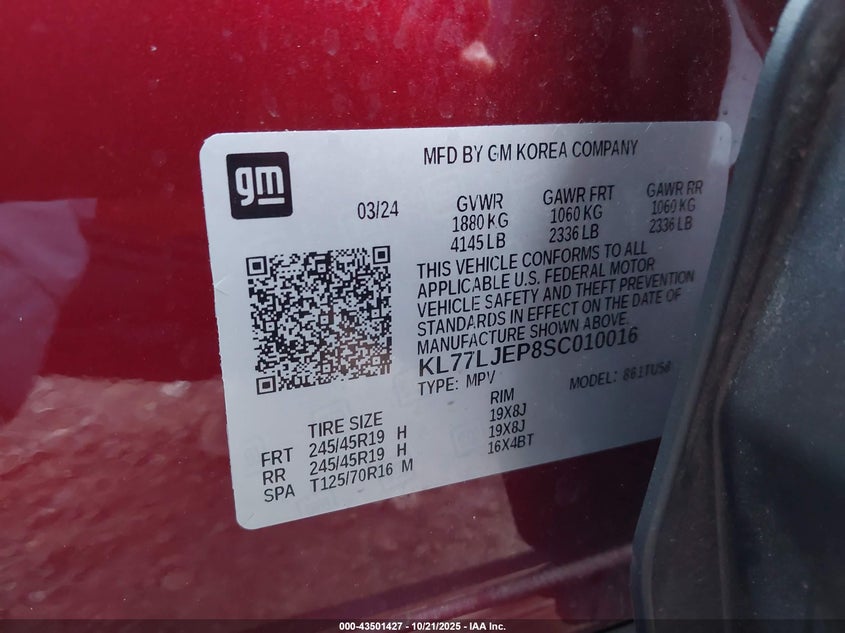 gm
MFD BY GM KOREA COMPANY
03/24 GVWR GAWR FRT GAWR RR
1880 KG 1060 KG 1060 KG
4145 LB 2336 LB 2336 LB
THIS VEHICLE CONFORMS TO ALL
APPLICABLE U.S. FEDERAL MOTOR
VEHICLE SAFETY AND THEFT PREVENTION
STANDARDS IN EFFECT ON THE DATE OF
MANUFACTURE SHOWN ABOVE.
KL77LJEP8SC010016
TYPE: MPV MODEL:
TIRE SIZE RIM
FRT 245/45R19 H 19X8J
RR 245/45R19 H 19X8J
SPA T125/70R16 M 16X4BT
000-43501427 - 10/21/2025 - IAA Inc.